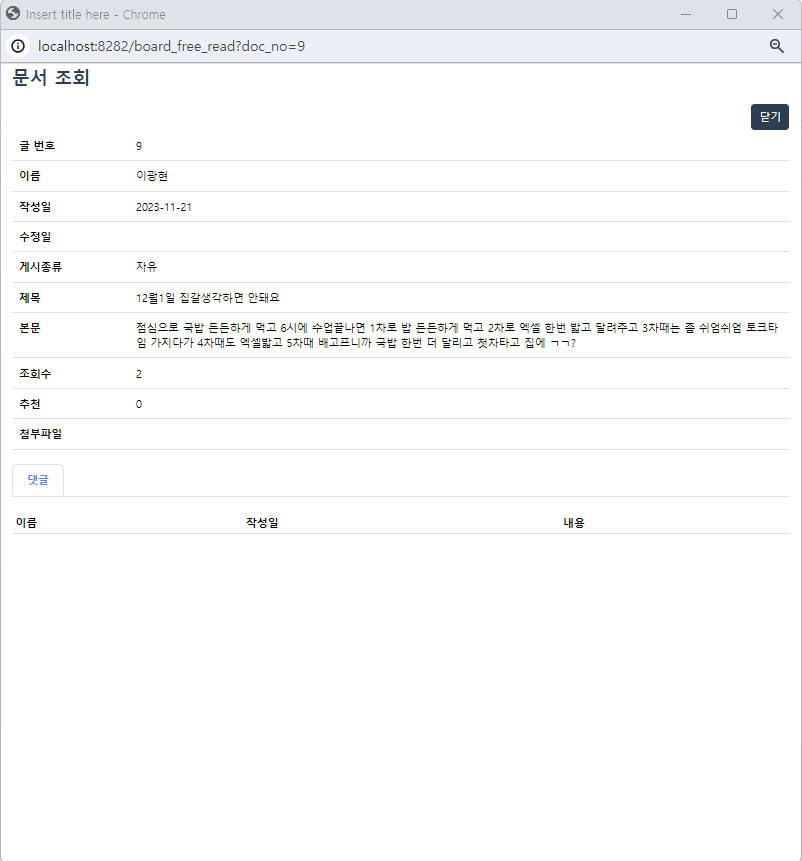 Insert title here - Chrome
localhost:8282/board_free_read?doc_no=9
문서 조회
닫기
글 번호 9
이름 이광현
작성일 2023-11-21
수정일
게시종류 자유
제목 12월1일 집갈생각하면 안돼요
본문 점심으로 국밥 든든하게 먹고 6시에 수업끝나면 1차로 밥 든든하게 먹고 2차로 엑셀 한번 밟고 달려주고 3차때는 좀 쉬엄쉬엄 토크타
임 가지다가 4차때도 엑셀밟고 5차때 배고프니까 국밥 한번 더 달리고 첫차타고 집에 ㄱㄱ?
조회수 2
추천 0
첨부파일
댓글
이름 작성일 내용